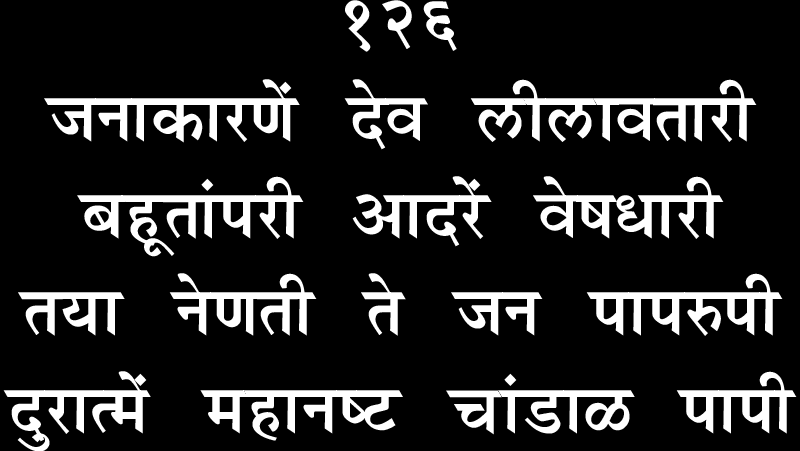 १२६
जनाकारणें देव लीलावतारी
बहूतांपरी आदरें वेषधारी
तया नेणती ते जन पापरुपी
दुरात्में महानष्ट चांडाळ पापी